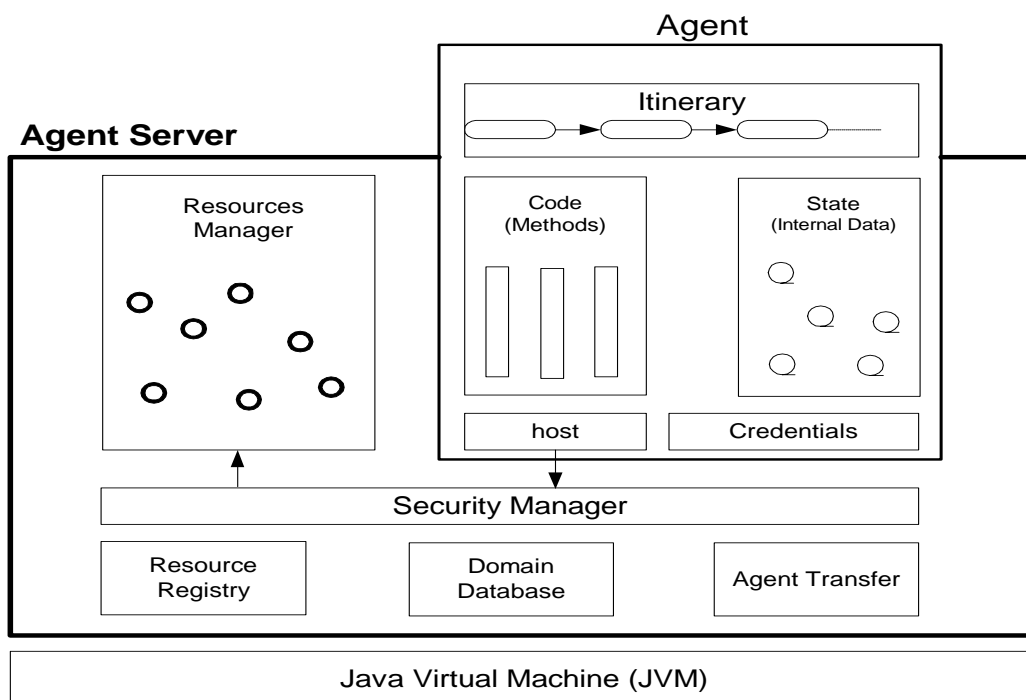 Agent
Itinerary
Agent Server
Resources
Manager
Code
(Methods)
State
(Internal Data)
host
Credentials
Security Manager
Resource
Registry
Domain
Database
Agent Transfer
Java Virtual Machine (JVM)